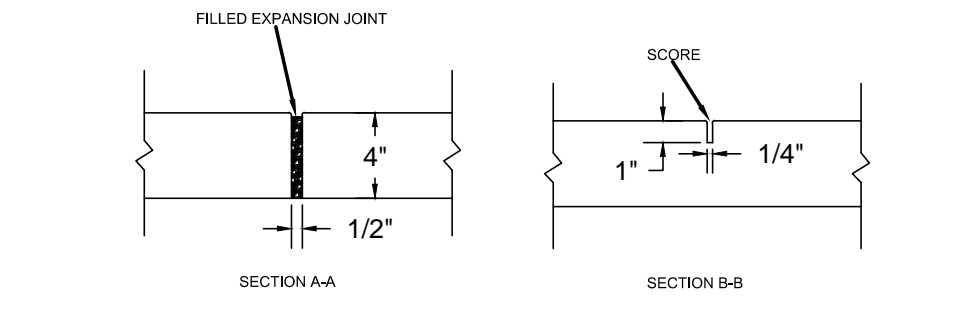 FILLED EXPANSION JOINT
4"
1/2"
SECTION A-A
SCORE
1"
1/4"
SECTION B-B